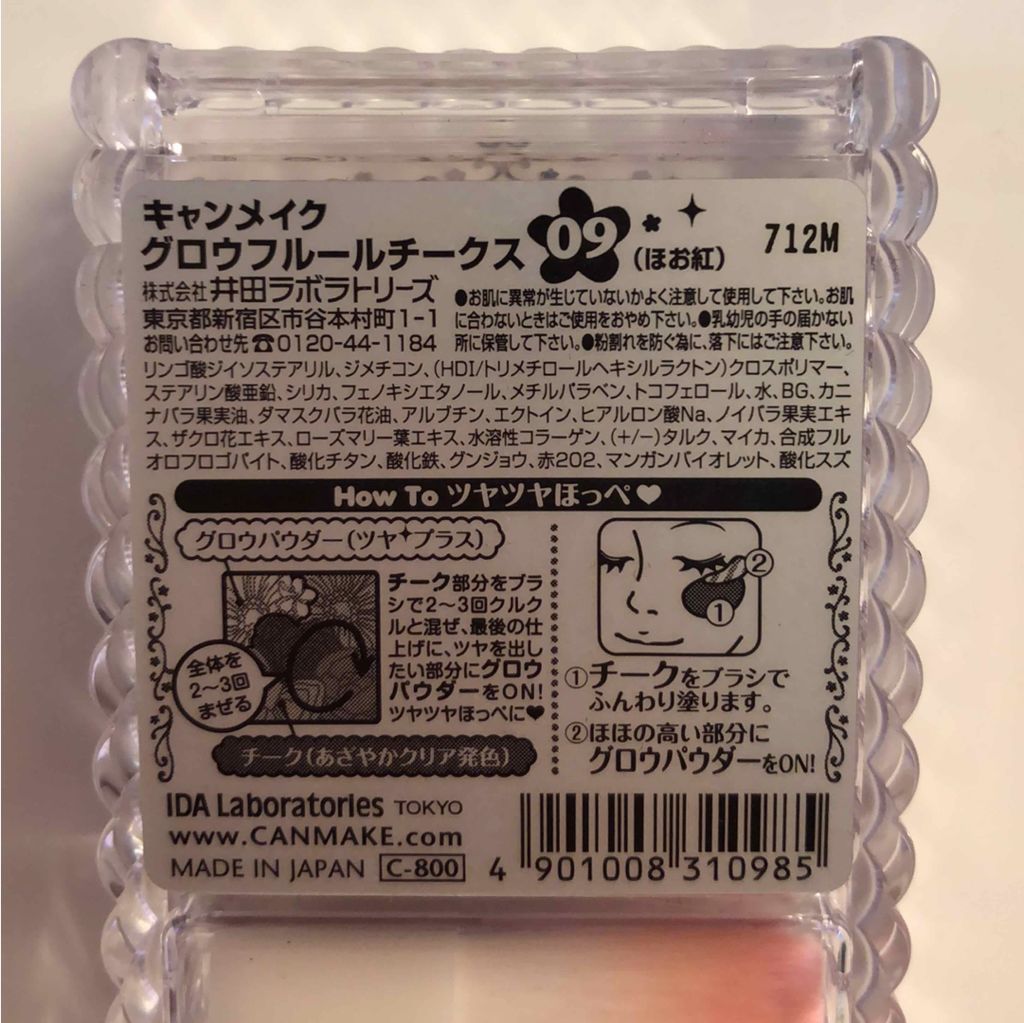 キャンメイク
グロウフルールチークス 09 (ほお紅) 712M
株式会社井田ラボラトリーズ
東京都新宿区市谷本村町1-1
お問い合わせ先☎0120-44-1184
●お肌に異常が生じていないかよく注意して使用して下さい。お肌
に合わないときはご使用をおやめ下さい。●乳幼児の手の届かない
所に保管して下さい。●粉割れを防ぐ為に、落下にはご注意下さい。
リンゴ酸ジイソステアリル、ジメチコン、(HDI/トリメチロールヘキシルラクトン)クロスポリマー、
ステアリン酸亜鉛、シリカ、フェノキシエタノール、メチルパラベン、トコフェロール、水、BG、カニ
ナバラ果実油、ダマスクバラ花油、アルブチン、エクトイン、ヒアルロン酸Na、ノイバラ果実エキ
ス、ザクロ花エキス、ローズマリー葉エキス、水溶性コラーゲン、(+/−)タルク、マイカ、合成フル
オロフロゴパイト、酸化チタン、酸化鉄、グンジョウ、赤202、マンガンバイオレット、酸化スズ
How To ツヤツヤほっぺ♥
グロウパウダー(ツヤ✦プラス)
チーク部分をブラ
シで2〜3回クルク
ルと混ぜ、最後の仕
上げに、ツヤを出し
たい部分にグロウ
パウダーをON!
ツヤツヤほっぺに♥
全体を
2〜3回
まぜる
チーク(あざやかクリア発色)
②
①
①チークをブラシで
ふんわり塗ります。
②ほほの高い部分に
グロウパウダーをON!
IDA Laboratories TOKYO
www.CANMAKE.com
MADE IN JAPAN C-800
4 901008 310985